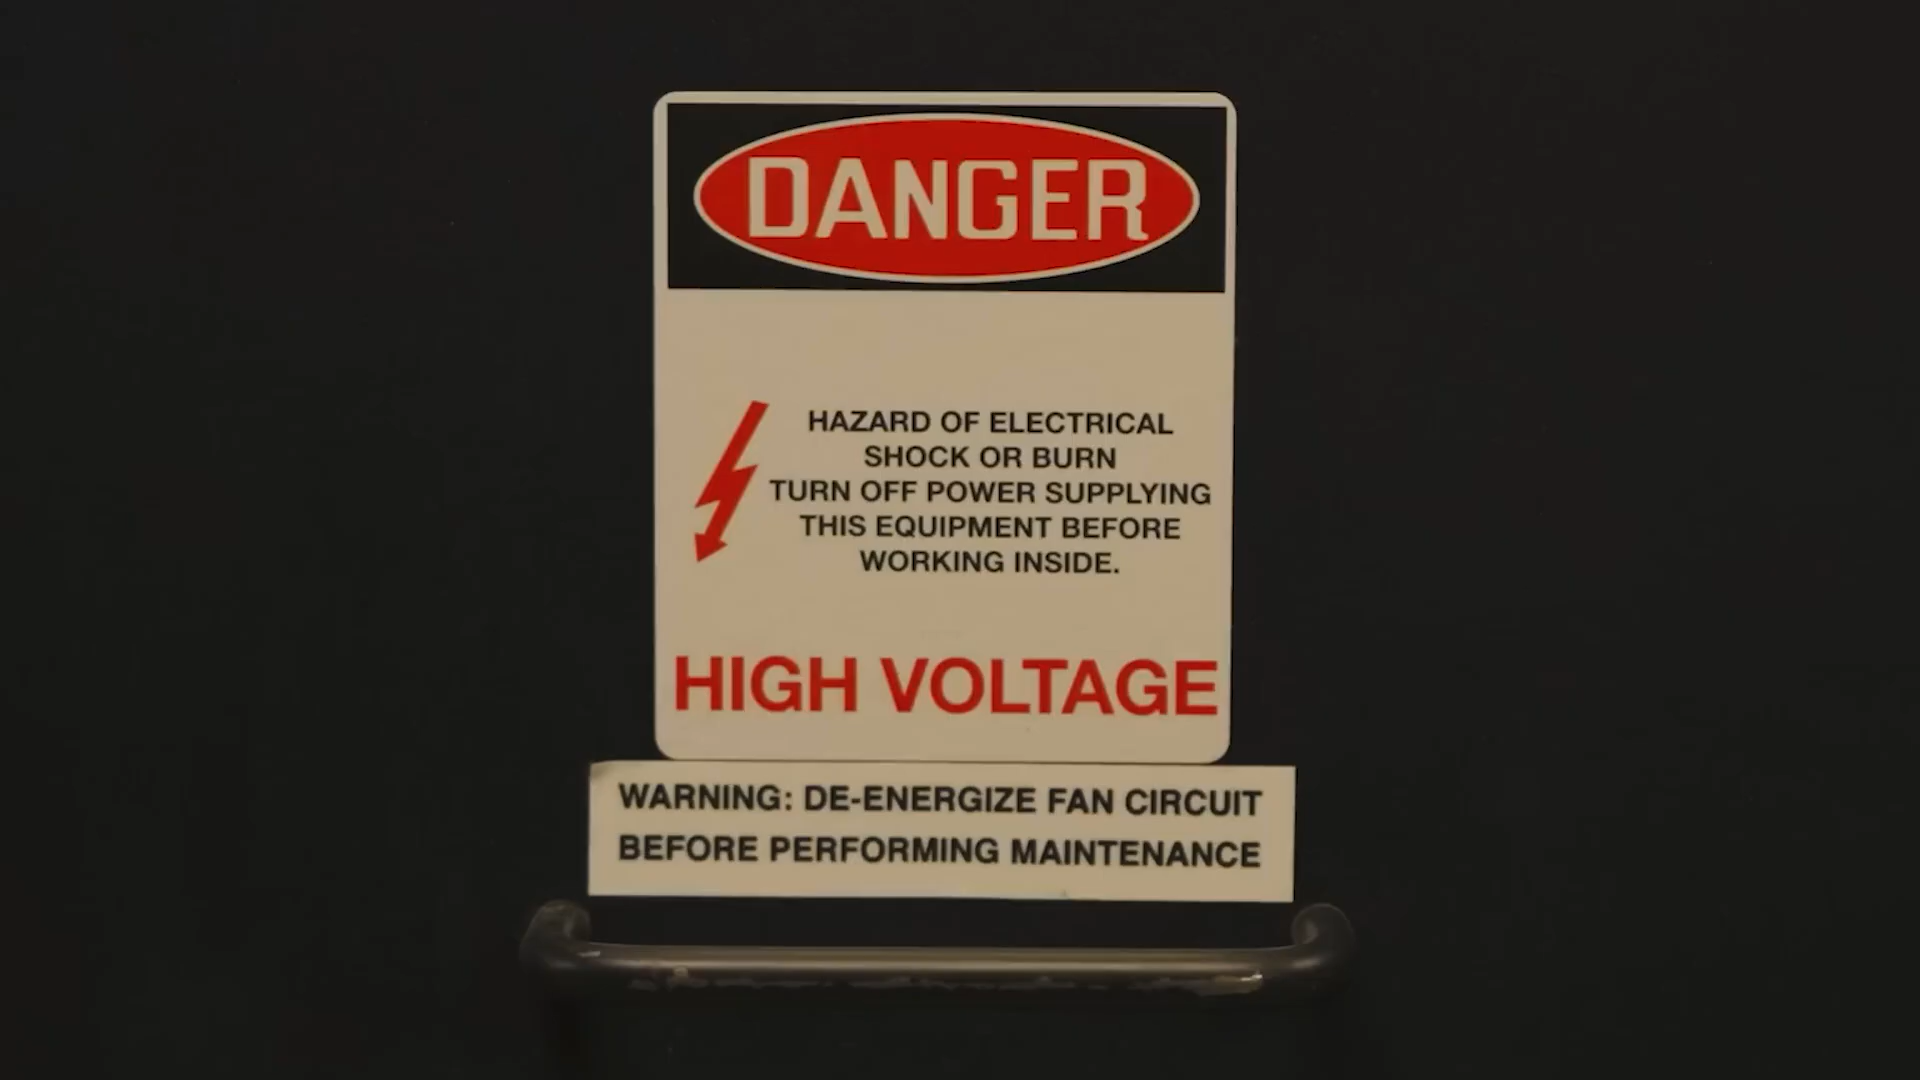 DANGER
HAZARD OF ELECTRICAL
SHOCK OR BURN
TURN OFF POWER SUPPLYING
THIS EQUIPMENT BEFORE
WORKING INSIDE.
HIGH VOLTAGE
WARNING: DE-ENERGIZE FAN CIRCUIT
BEFORE PERFORMING MAINTENANCE